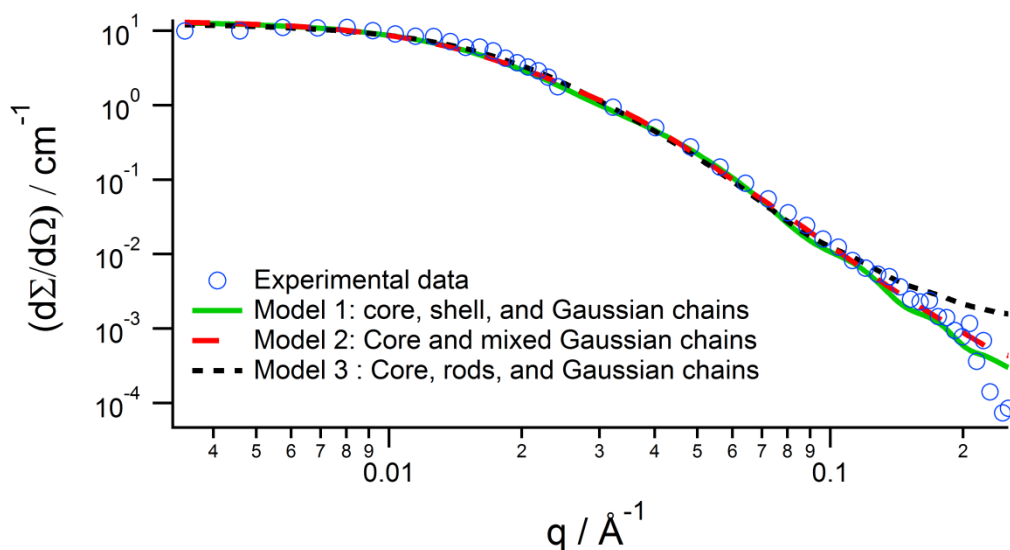 (dΣ/dΩ) / cm⁻¹
10¹
10⁰
10⁻¹
10⁻²
10⁻³
10⁻⁴
Experimental data
Model 1: core, shell, and Gaussian chains
Model 2: Core and mixed Gaussian chains
Model 3 : Core, rods, and Gaussian chains
4 5 6 7 8 9 2 3 4 5 6 7 8 9 2
0.01 0.1
q / Å⁻¹